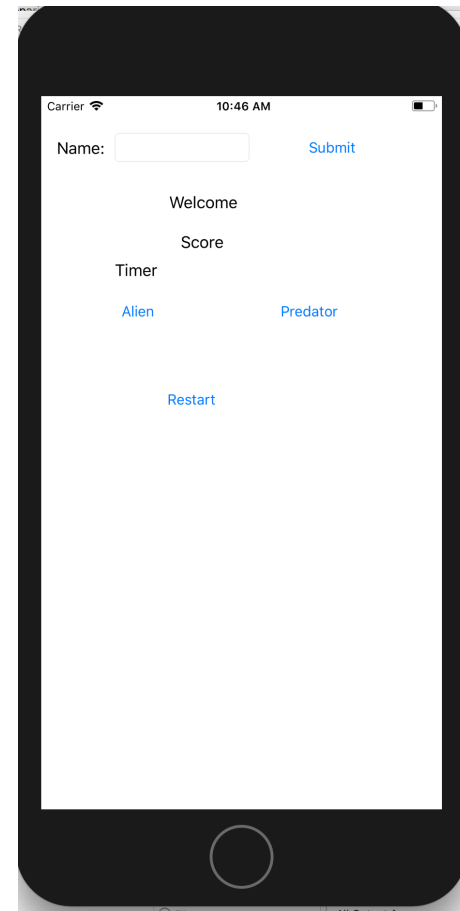 Carrier 10:46 AM
Name: Submit
Welcome
Score
Timer
Alien Predator
Restart